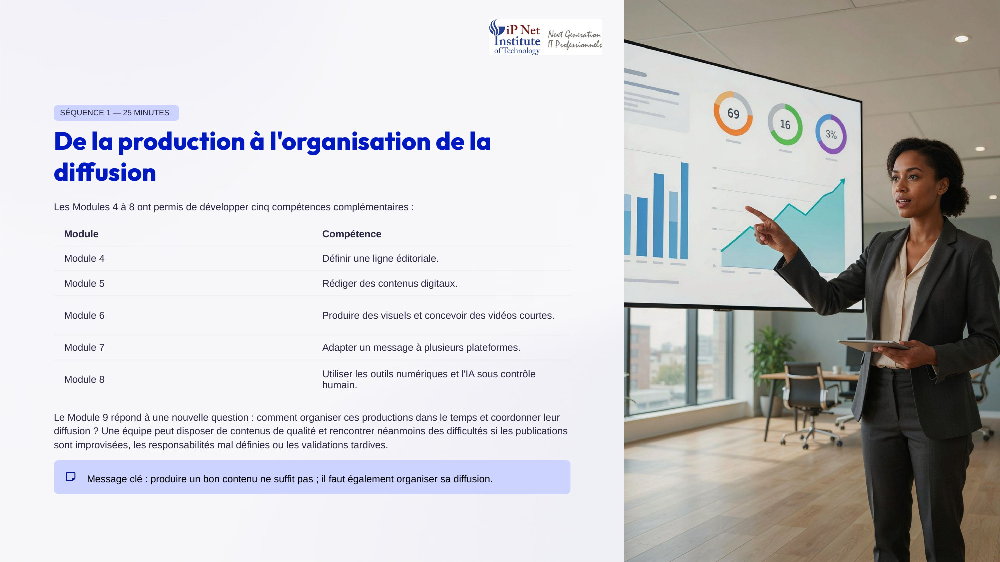 iP Net
Institute
of Technology
Next Generation
IT Professionnels
SÉQUENCE 1 — 25 MINUTES
De la production à l'organisation de la
diffusion
Les Modules 4 à 8 ont permis de développer cinq compétences complémentaires :
Module Compétence
Module 4 Définir une ligne éditoriale.
Module 5 Rédiger des contenus digitaux.
Module 6 Produire des visuels et concevoir des vidéos courtes.
Module 7 Adapter un message à plusieurs plateformes.
Module 8 Utiliser les outils numériques et l'IA sous contrôle
humain.
Le Module 9 répond à une nouvelle question : comment organiser ces productions dans le temps et coordonner leur
diffusion ? Une équipe peut disposer de contenus de qualité et rencontrer néanmoins des difficultés si les publications
sont improvisées, les responsabilités mal définies ou les validations tardives.
Message clé : produire un bon contenu ne suffit pas ; il faut également organiser sa diffusion.
69
16
3%